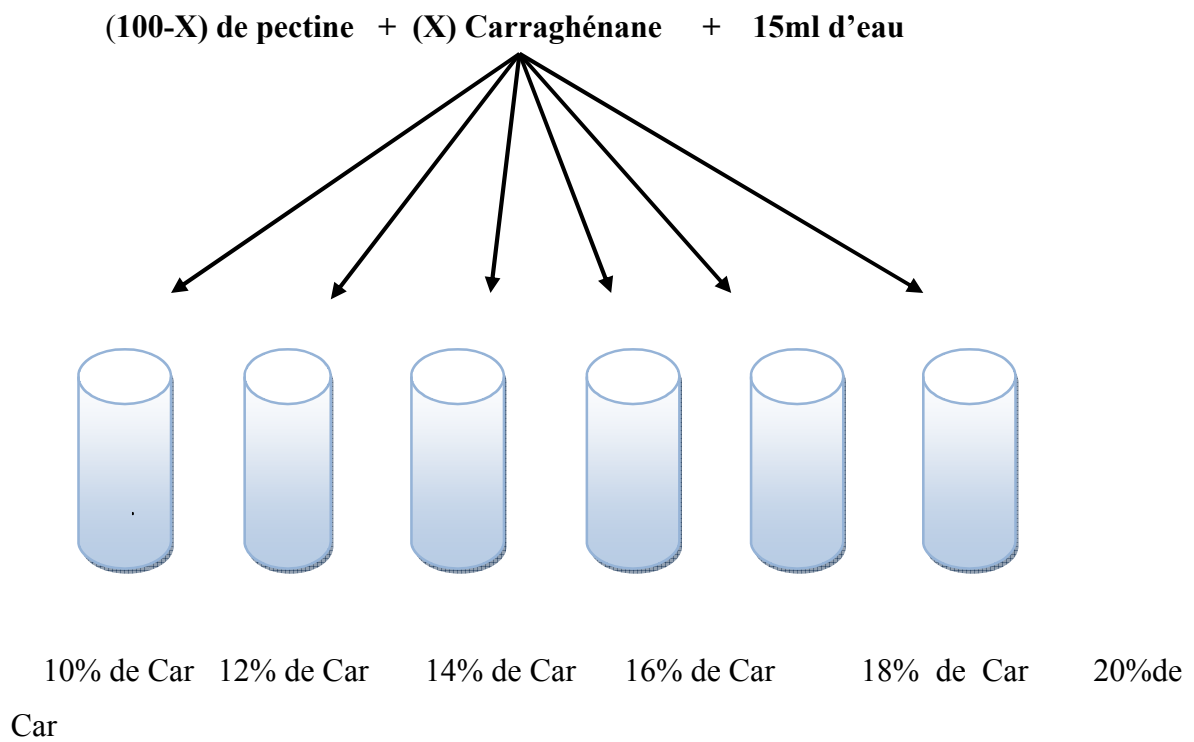 (100-X) de pectine + (X) Carraghénane + 15ml d’eau
10% de Car 12% de Car 14% de Car 16% de Car 18% de Car 20%de
Car